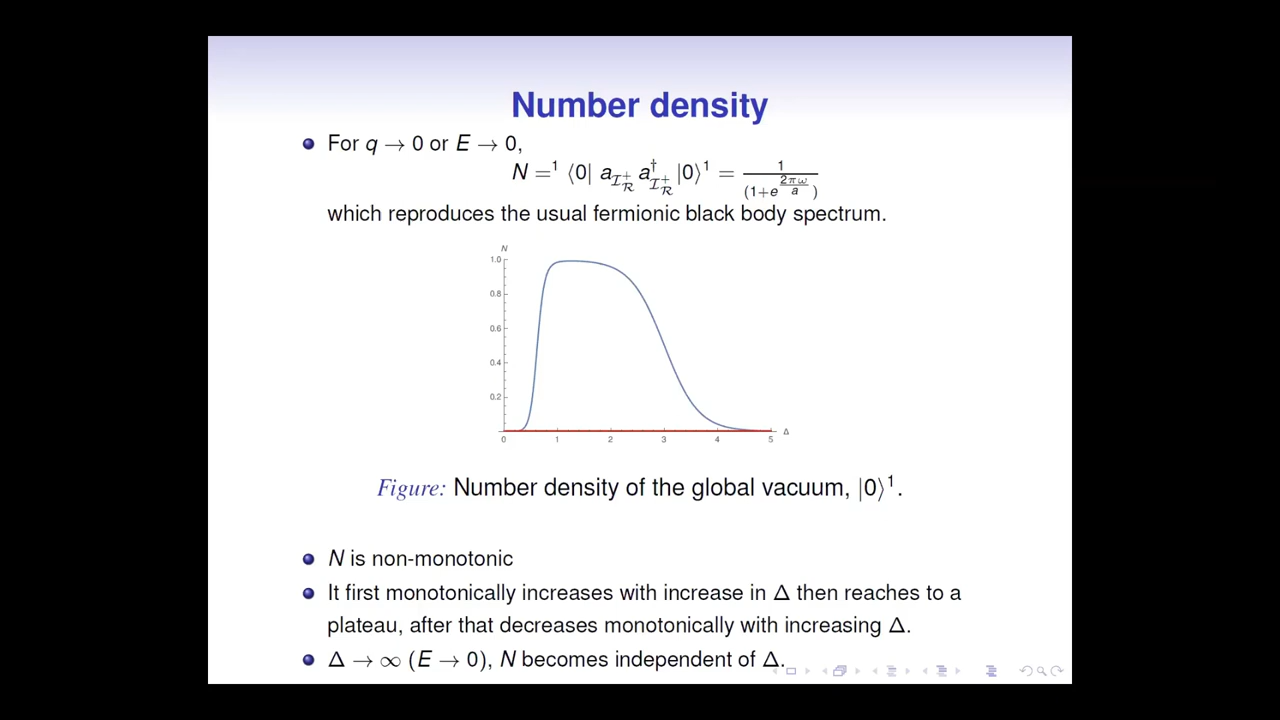 Number density
For q → 0 or E → 0,
N =¹ ⟨0| a_{ℐ_ℛ^+} a^†_{ℐ_ℛ^+} |0⟩¹ = 1/(1+e^{2πω/a})
which reproduces the usual fermionic black body spectrum.
N
1.0
0.8
0.6
0.4
0.2
0 1 2 3 4 5 Δ
Figure: Number density of the global vacuum, |0⟩¹.
N is non-monotonic
It first monotonically increases with increase in Δ then reaches to a
plateau, after that decreases monotonically with increasing Δ.
Δ → ∞ (E → 0), N becomes independent of Δ.